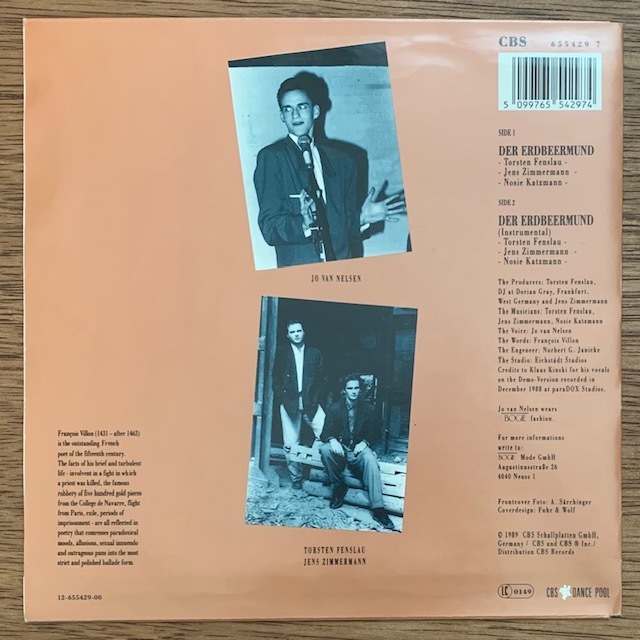 CBS 655429 7
5 099765 542974
SIDE 1
DER ERDBEERMUND
- Torsten Fenslau -
- Jens Zimmermann -
- Nosie Katzmann -
SIDE 2
DER ERDBEERMUND
(Instrumental)
- Torsten Fenslau -
- Jens Zimmermann -
- Nosie Katzmann -
The Producers: Torsten Fenslau,
DJ at Dorian Gray, Frankfurt,
West Germany and Jens Zimmermann
The Musicians: Torsten Fenslau,
Jens Zimmermann, Nosie Katzmann
The Voice: Jo van Nelsen
The Words: François Villon
The Engeneer: Norbert G. Janicke
The Studio: Eichstädt Studios
Credits to Klaus Kinski for his vocals
on the Demo-Version recorded in
December 1988 at paraDOX Studios.
Jo van Nelsen wears
BOGIE fashion.
For more informations
write to:
BOGIE Mode GmbH
Augustinusstraße 26
4040 Neuss 1
Frontcover Foto: A. Särchinger
Coverdesign: Fuhr & Wolf
© 1989 CBS Schallplatten GmbH,
Germany / CBS and CBS ® Inc./
Distribution CBS Records
LC 0149
CBS DANCE POOL
JO VAN NELSEN
TORSTEN FENSLAU
JENS ZIMMERMANN
François Villon (1431 – after 1463)
is the outstanding French
poet of the fifteenth century.
The facts of his brief and turbulent
life - involvent in a fight in which
a priest was killed, the famous
robbery of five hundred gold pieces
from the College de Navarre, flight
from Paris, exile, periods of
imprisonment - are all reflected in
poetry that compresses paradoxical
moods, allusions, sexual innuendo
and outrageous puns into the most
strict and polished ballade form.
12-655429-00